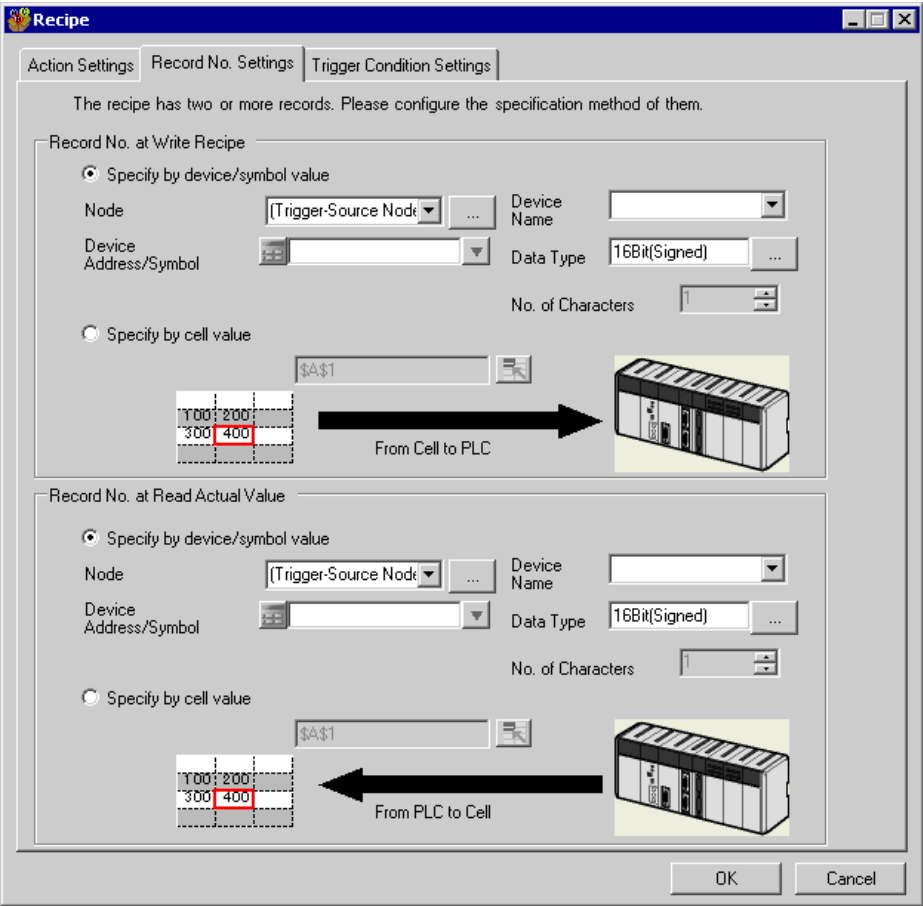 Recipe
Action Settings Record No. Settings Trigger Condition Settings
The recipe has two or more records. Please configure the specification method of them.
Record No. at Write Recipe
Specify by device/symbol value
Node (Trigger-Source Node ... Device Name
Device Address/Symbol Data Type 16Bit(Signed) ...
No. of Characters 1
Specify by cell value
$A$1
100 200
300 400
From Cell to PLC
Record No. at Read Actual Value
Specify by device/symbol value
Node (Trigger-Source Node ... Device Name
Device Address/Symbol Data Type 16Bit(Signed) ...
No. of Characters 1
Specify by cell value
$A$1
100 200
300 400
From PLC to Cell
OK Cancel